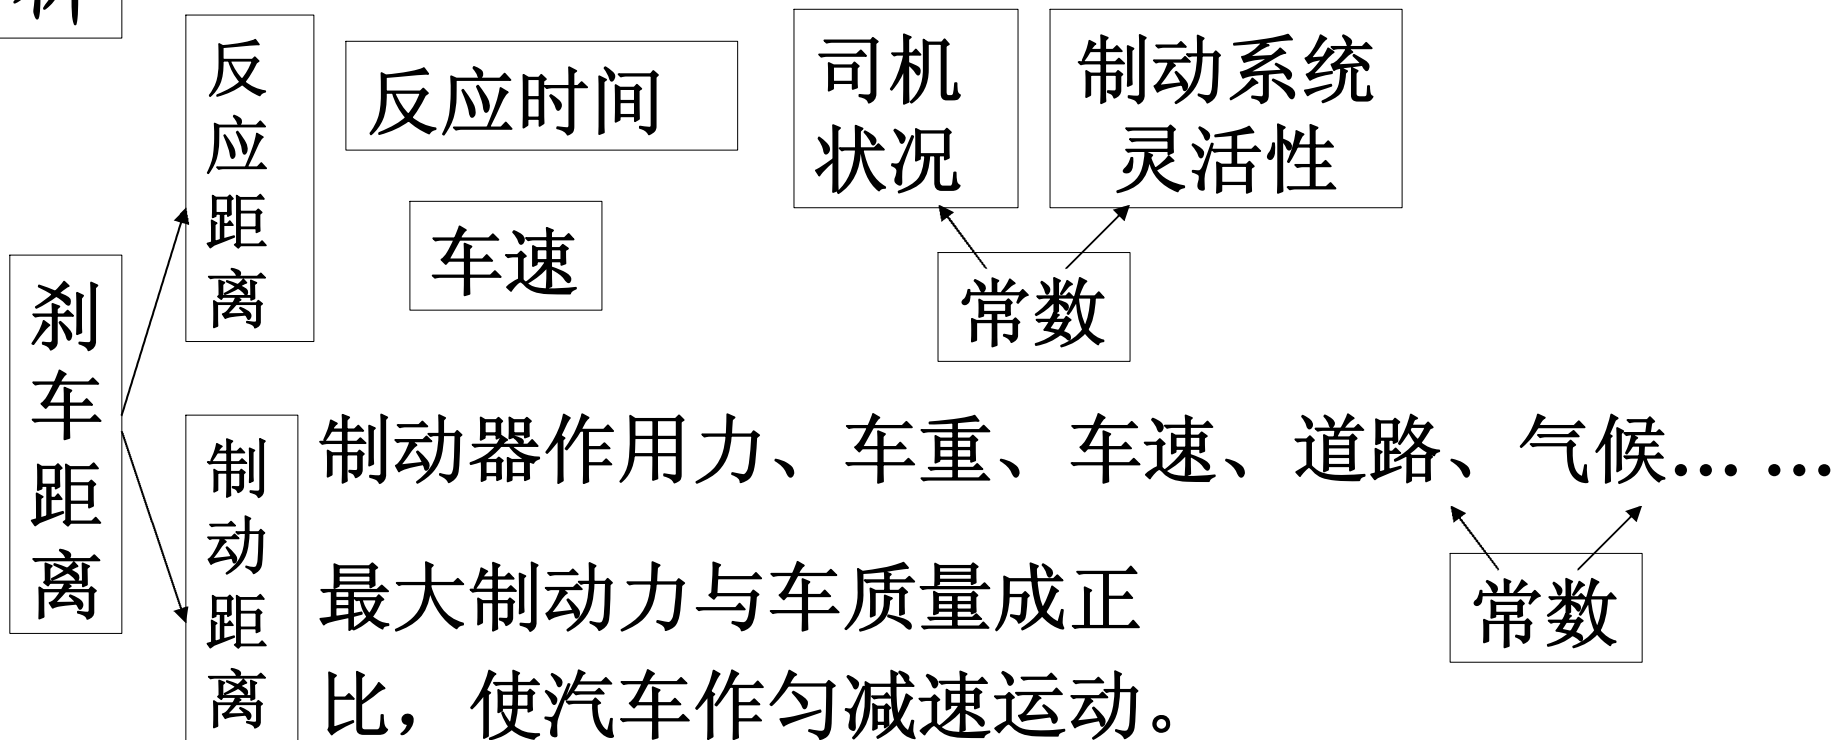 析
反应距离
反应时间
车速
司机
状况
制动系统
灵活性
常数
刹车距离
制动距离
制动器作用力、车重、车速、道路、气候... ...
常数
最大制动力与车质量成正
比，使汽车作匀减速运动。